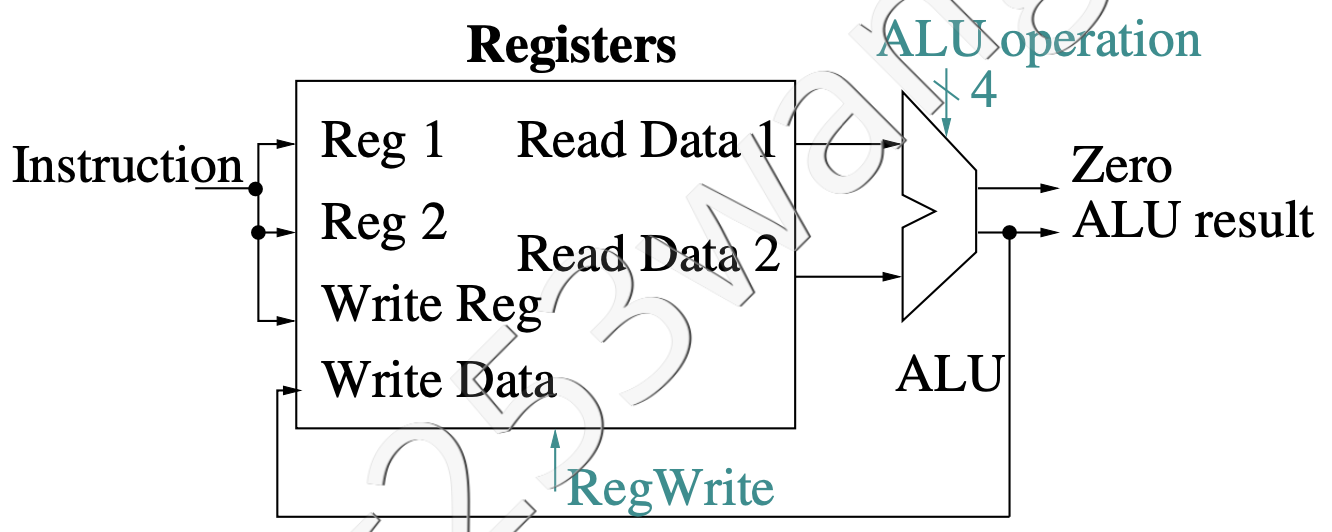 Registers
ALU operation
4
Instruction
Reg 1
Read Data 1
Zero
Reg 2
ALU result
Read Data 2
Write Reg
Write Data
ALU
RegWrite
253wang